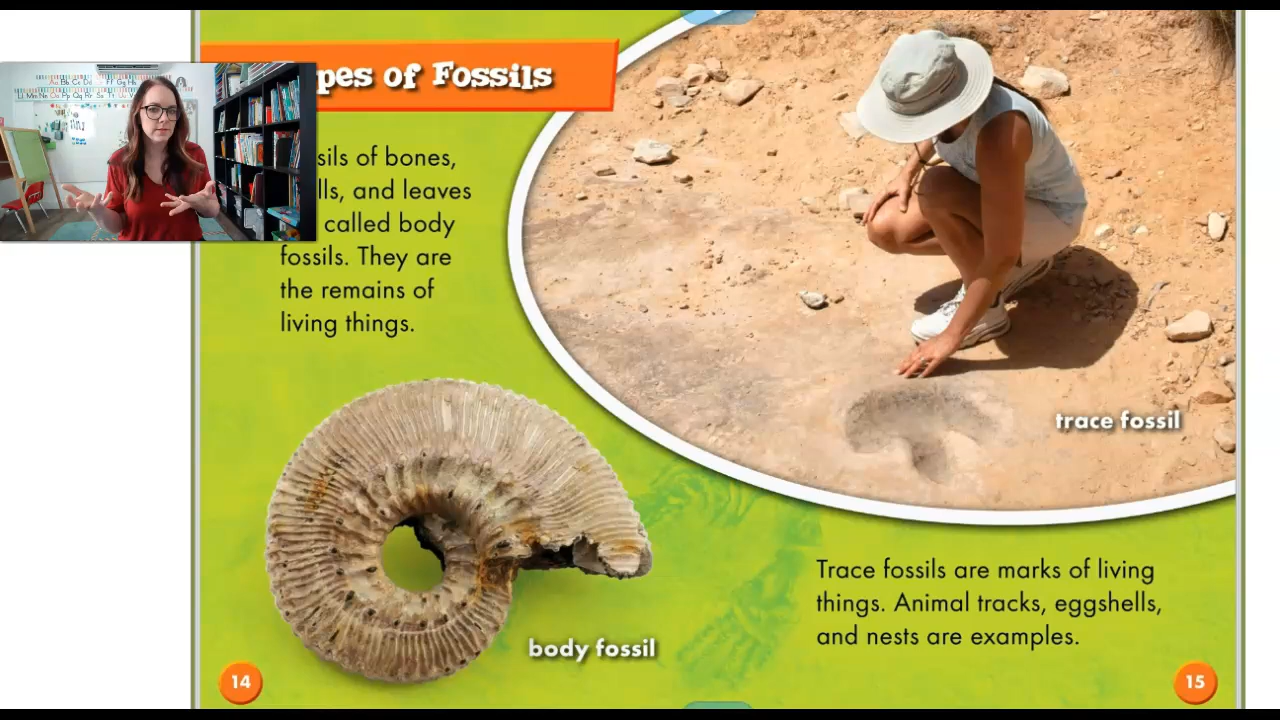 pes of Fossils
sils of bones,
lls, and leaves
called body
fossils. They are
the remains of
living things.
trace fossil
body fossil
Trace fossils are marks of living
things. Animal tracks, eggshells,
and nests are examples.
14
15